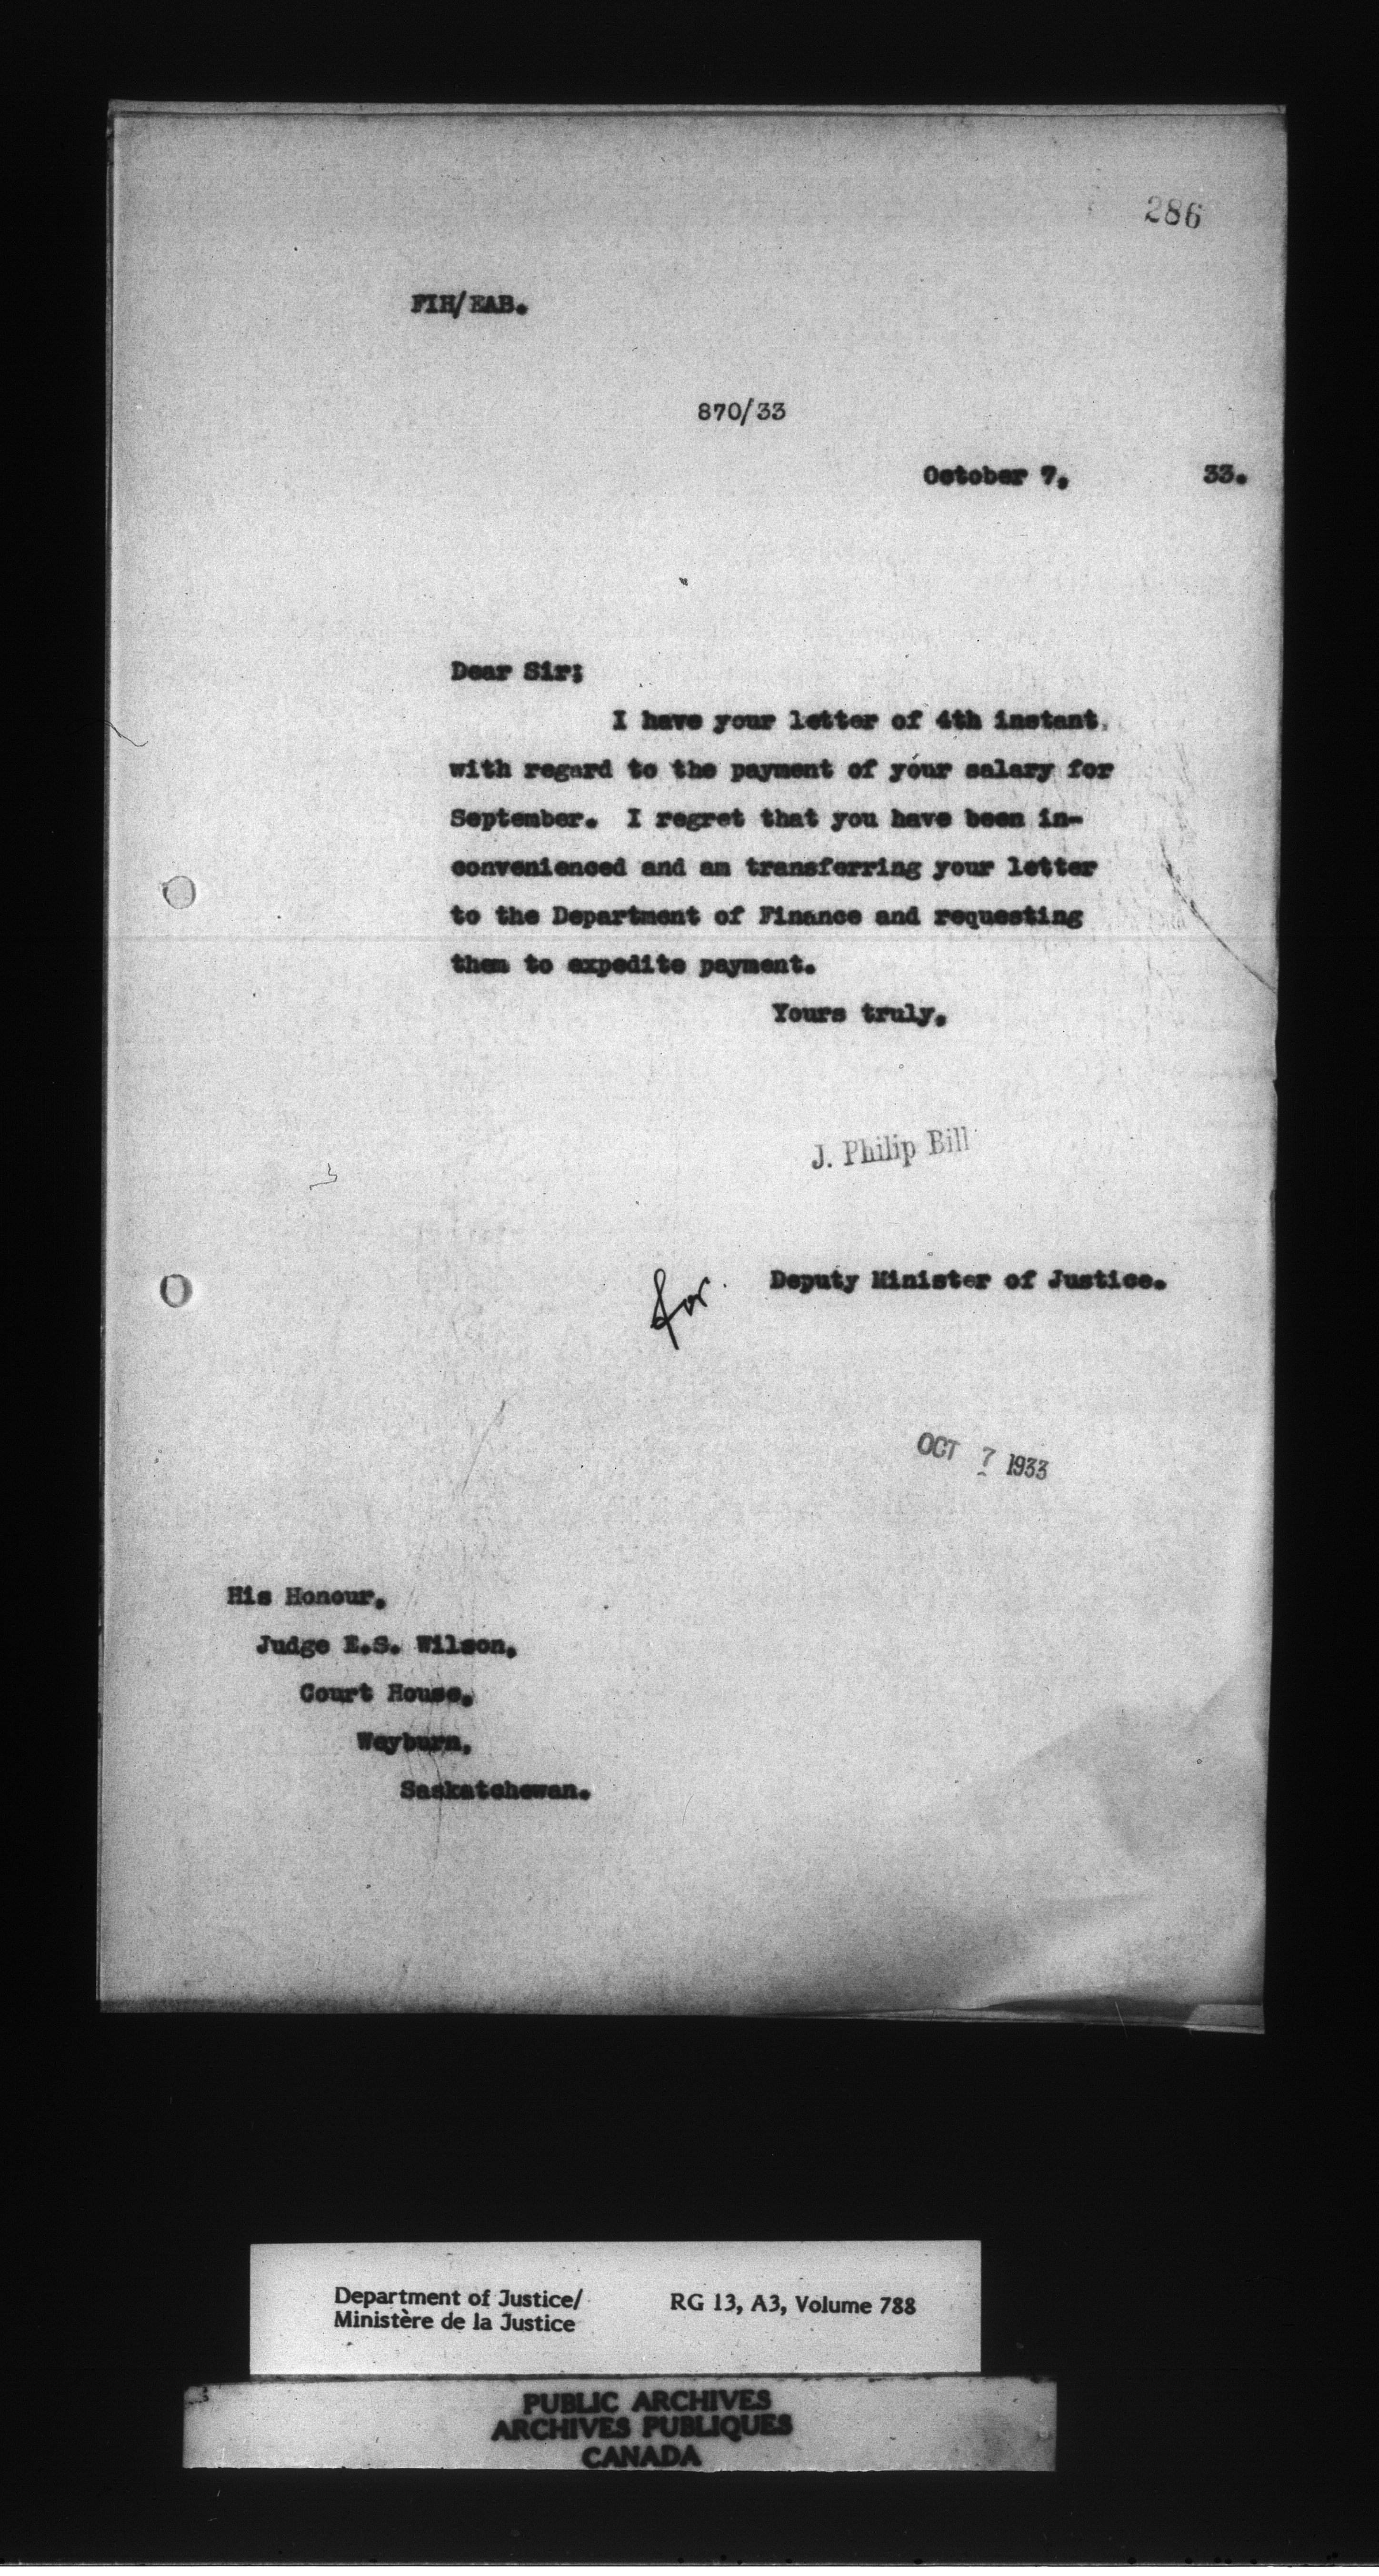 286
FIH/EAB.
870/33
October 7, 33.
Dear Sir;
I have your letter of 4th instant,
with regard to the payment of your salary for
September. I regret that you have been in-
convenienced and am transferring your letter
to the Department of Finance and requesting
them to expedite payment.
Yours truly,
J. Philip Bill
for Deputy Minister of Justice.
OCT 7 1933
His Honour,
Judge E.S. Wilson,
Court House,
Weyburn,
Saskatchewan.
Department of Justice/ RG 13, A3, Volume 788
Ministère de la Justice
PUBLIC ARCHIVES
ARCHIVES PUBLIQUES
CANADA